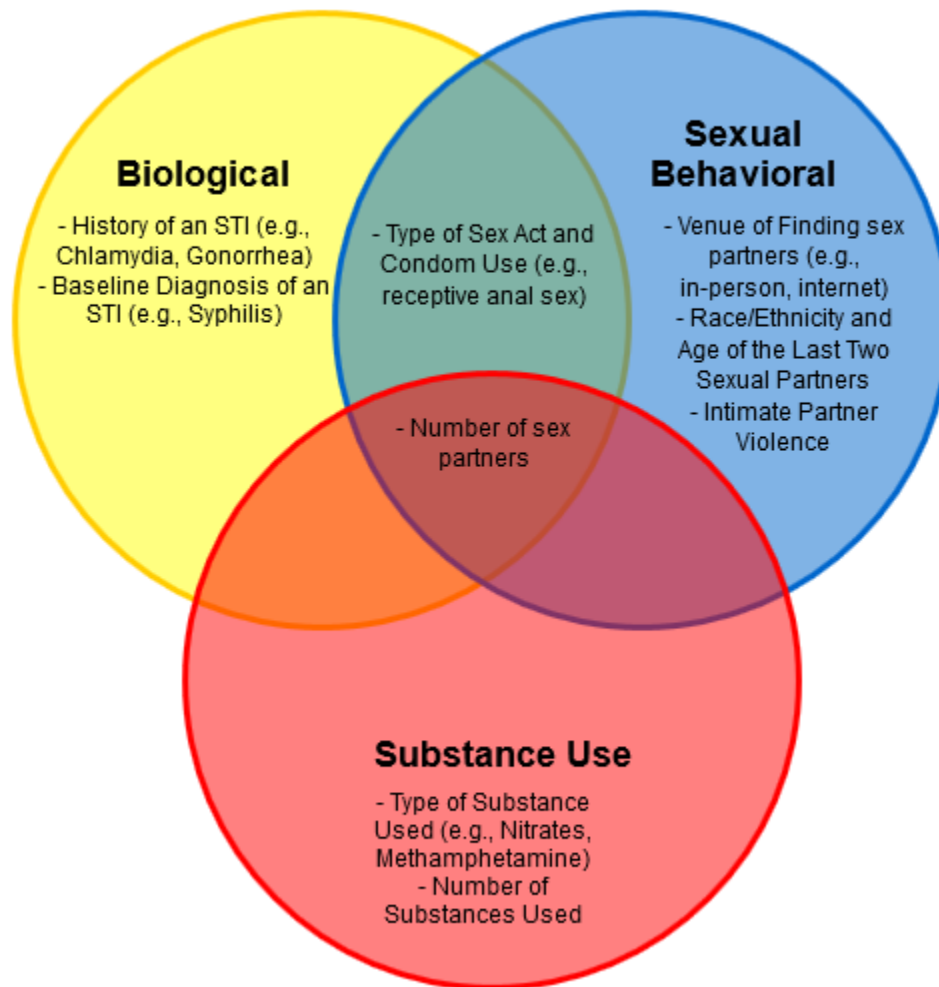 Biological
- History of an STI (e.g.,
Chlamydia, Gonorrhea)
- Baseline Diagnosis of an
STI (e.g., Syphilis)
- Type of Sex Act and
Condom Use (e.g.,
receptive anal sex)
Sexual
Behavioral
- Venue of Finding sex
partners (e.g.,
in-person, internet)
- Race/Ethnicity and
Age of the Last Two
Sexual Partners
- Intimate Partner
Violence
- Number of sex
partners
Substance Use
- Type of Substance
Used (e.g., Nitrates,
Methamphetamine)
- Number of
Substances Used